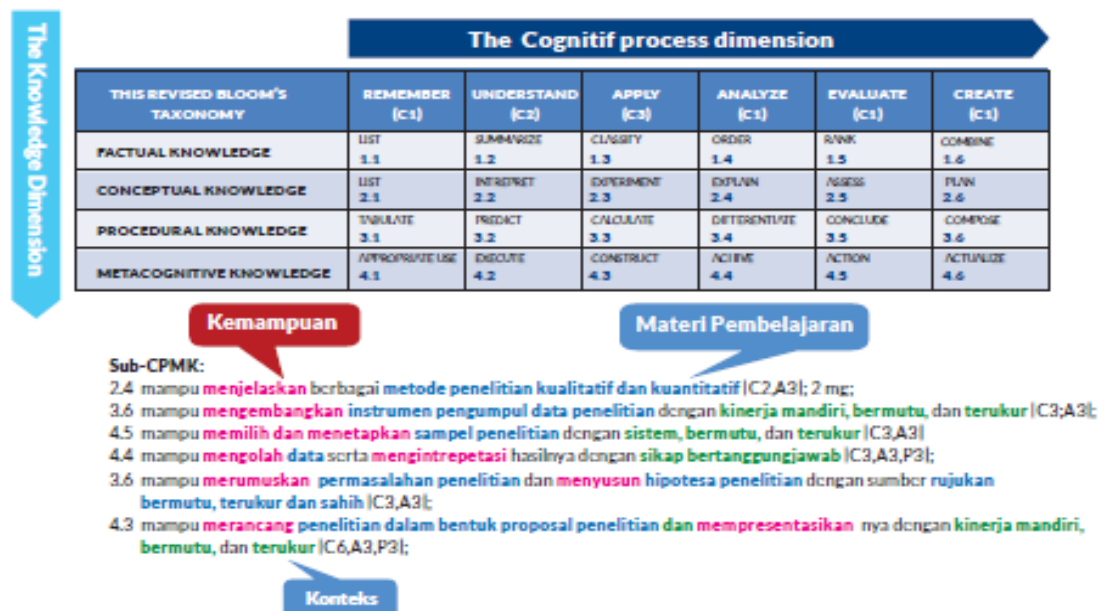 The Knowledge Dimension
The Cognitif process dimension
THIS REVISED BLOOM'S TAXONOMY
REMEMBER (C1)
UNDERSTAND (C2)
APPLY (C3)
ANALYZE (C1)
EVALUATE (C1)
CREATE (C1)
FACTUAL KNOWLEDGE
LIST 1.1
SUMMARIZE 1.2
CLASSIFY 1.3
ORDER 1.4
RANK 1.5
COMBINE 1.6
CONCEPTUAL KNOWLEDGE
LIST 2.1
INTREPRET 2.2
EXPERIMENT 2.3
EXPLAIN 2.4
ASSESS 2.5
PLAN 2.6
PROCEDURAL KNOWLEDGE
TABULATE 3.1
PREDICT 3.2
CALCULATE 3.3
DIFFERENTIATE 3.4
CONCLUDE 3.5
COMPOSE 3.6
METACOGNITIVE KNOWLEDGE
APPROPRIATE USE 4.1
EXECUTE 4.2
CONSTRUCT 4.3
4.4
ACTION 4.5
ACTUALIZE 4.6
Kemampuan
Materi Pembelajaran
Sub-CPMK:
2.4 mampu menjelaskan berbagai metode penelitian kualitatif dan kuantitatif [C2,A3]; 2 mg;
3.6 mampu mengembangkan instrumen pengumpul data penelitian dengan kinerja mandiri, bermutu, dan terukur [C3;A3];
4.5 mampu memilih dan menetapkan sampel penelitian dengan sistem, bermutu, dan terukur [C3,A3]
4.4 mampu mengolah data serta mengintrepetasi hasilnya dengan sikap bertanggungjawab [C3,A3,P3];
3.6 mampu merumuskan permasalahan penelitian dan menyusun hipotesa penelitian dengan sumber rujukan
bermutu, terukur dan sahih [C3,A3];
4.3 mampu merancang penelitian dalam bentuk proposal penelitian dan mempresentasikan nya dengan kinerja mandiri,
bermutu, dan terukur [C6,A3,P3];
Konteks